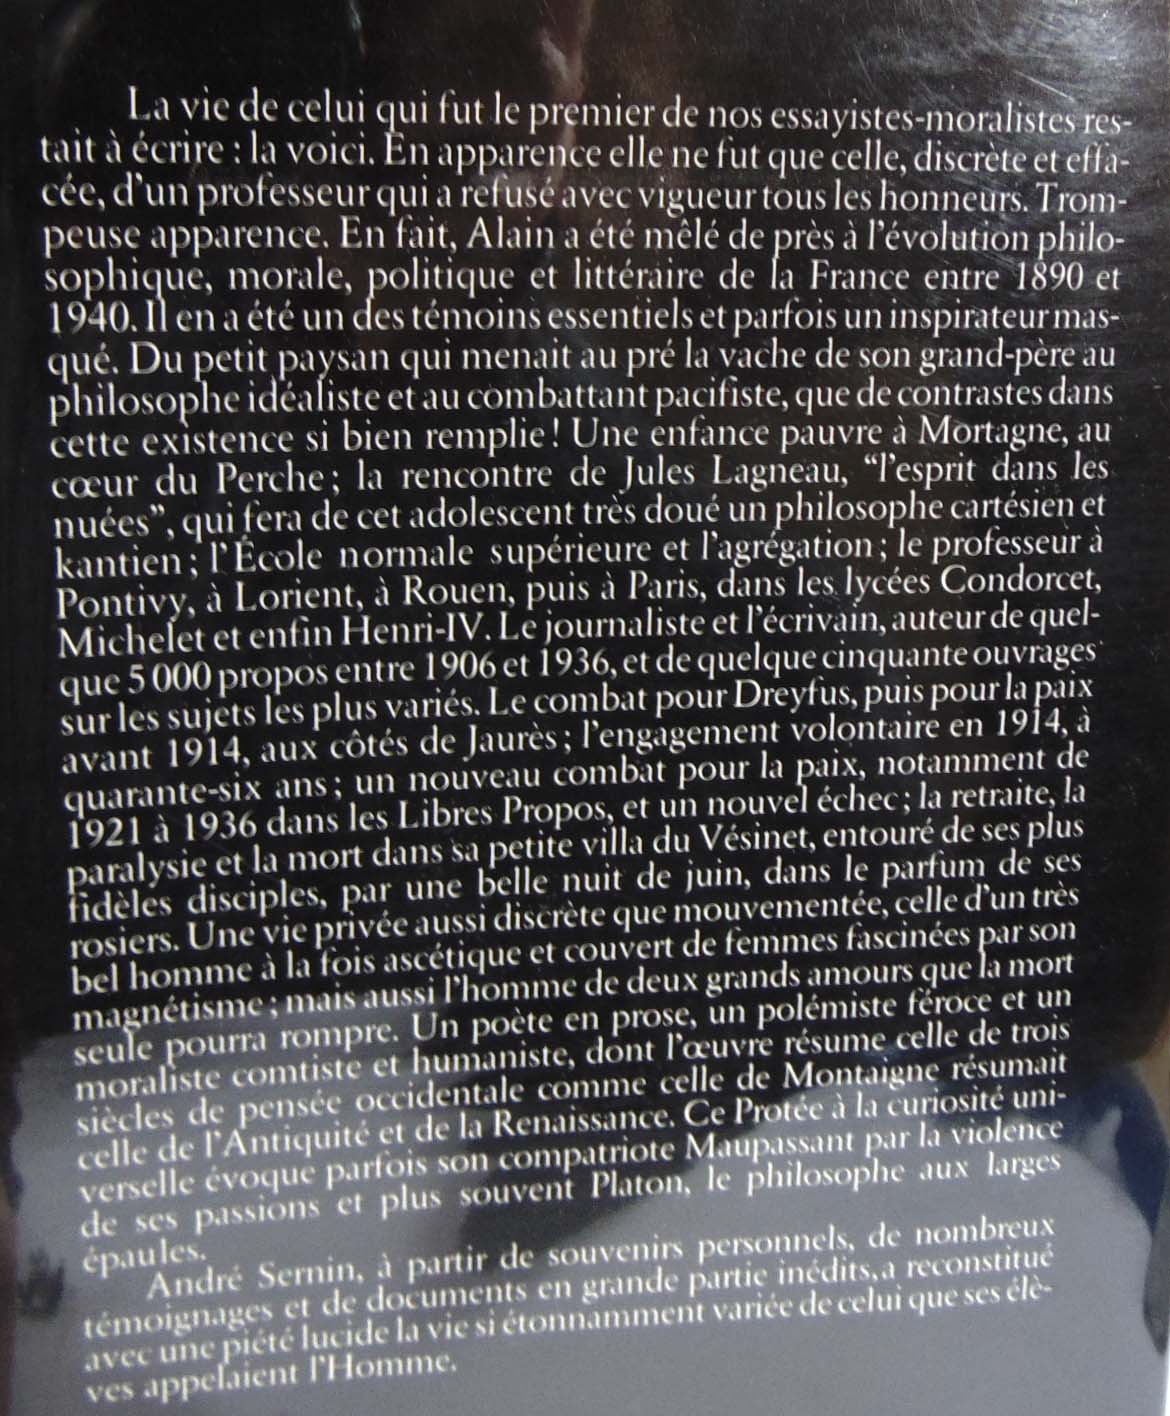 La vie de celui qui fut le premier de nos essayistes-moralistes res-
tait à écrire : la voici. En apparence elle ne fut que celle, discrète et effa-
cée, d'un professeur qui a refusé avec vigueur tous les honneurs. Trom-
peuse apparence. En fait, Alain a été mêlé de près à l'évolution philo-
sophique, morale, politique et littéraire de la France entre 1890 et
1940. Il en a été un des témoins essentiels et parfois un inspirateur mas-
qué. Du petit paysan qui menait au pré la vache de son grand-père au
philosophe idéaliste et au combattant pacifiste, que de contrastes dans
cette existence si bien remplie ! Une enfance pauvre à Mortagne, au
cœur du Perche ; la rencontre de Jules Lagneau, “l'esprit dans les
nuées”, qui fera de cet adolescent très doué un philosophe cartésien et
kantien ; l'École normale supérieure et l'agrégation ; le professeur à
Pontivy, à Lorient, à Rouen, puis à Paris, dans les lycées Condorcet,
Michelet et enfin Henri-IV. Le journaliste et l'écrivain, auteur de quel-
que 5 000 propos entre 1906 et 1936, et de quelque cinquante ouvrages
sur les sujets les plus variés. Le combat pour Dreyfus, puis pour la paix
avant 1914, aux côtés de Jaurès ; l'engagement volontaire en 1914, à
quarante-six ans ; un nouveau combat pour la paix, notamment de
1921 à 1936 dans les Libres Propos, et un nouvel échec ; la retraite, la
paralysie et la mort dans sa petite villa du Vésinet, entouré de ses plus
fidèles disciples, par une belle nuit de juin, dans le parfum de ses
rosiers. Une vie privée aussi discrète que mouvementée, celle d'un très
bel homme à la fois ascétique et couvert de femmes fascinées par son
magnétisme ; mais aussi l'homme de deux grands amours que la mort
seule pourra rompre. Un poète en prose, un polémiste féroce et un
moraliste comtiste et humaniste, dont l'œuvre résume celle de trois
siècles de pensée occidentale comme celle de Montaigne résumait
celle de l'Antiquité et de la Renaissance. Ce Protée à la curiosité uni-
verselle évoque parfois son compatriote Maupassant par la violence
de ses passions et plus souvent Platon, le philosophe aux larges
épaules.
André Sernin, à partir de souvenirs personnels, de nombreux
témoignages et de documents en grande partie inédits, a reconstitué
avec une piété lucide la vie si étonnamment variée de celui que ses élè-
ves appelaient l'Homme.